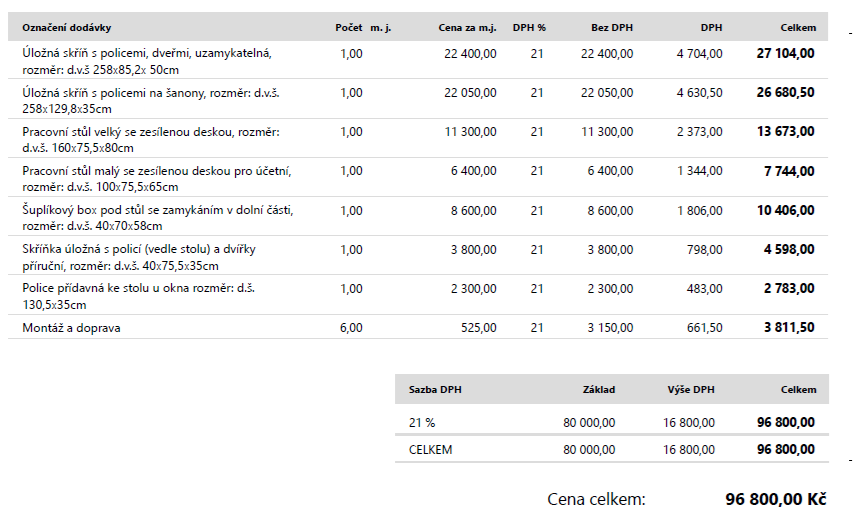 Označení dodávky Počet m. j. Cena za m.j. DPH % Bez DPH DPH Celkem
Úložná skříň s policemi, dveřmi, uzamykatelná, 1,00 22 400,00 21 22 400,00 4 704,00 27 104,00
rozměr: d.v.š 258x85,2x 50cm
Úložná skříň s policemi na šanony, rozměr: d.v.š. 1,00 22 050,00 21 22 050,00 4 630,50 26 680,50
258x129,8x35cm
Pracovní stůl velký se zesílenou deskou, rozměr: 1,00 11 300,00 21 11 300,00 2 373,00 13 673,00
d.v.š. 160x75,5x80cm
Pracovní stůl malý se zesílenou deskou pro účetní, 1,00 6 400,00 21 6 400,00 1 344,00 7 744,00
rozměr: d.v.š. 100x75,5x65cm
Šuplíkový box pod stůl se zamykáním v dolní části, 1,00 8 600,00 21 8 600,00 1 806,00 10 406,00
rozměr: d.v.š. 40x70x58cm
Skříňka úložná s policí (vedle stolu) a dvířky 1,00 3 800,00 21 3 800,00 798,00 4 598,00
příruční, rozměr: d.v.š. 40x75,5x35cm
Police přídavná ke stolu u okna rozměr: d.š. 1,00 2 300,00 21 2 300,00 483,00 2 783,00
130,5x35cm
Montáž a doprava 6,00 525,00 21 3 150,00 661,50 3 811,50
Sazba DPH Základ Výše DPH Celkem
21 % 80 000,00 16 800,00 96 800,00
CELKEM 80 000,00 16 800,00 96 800,00
Cena celkem: 96 800,00 Kč